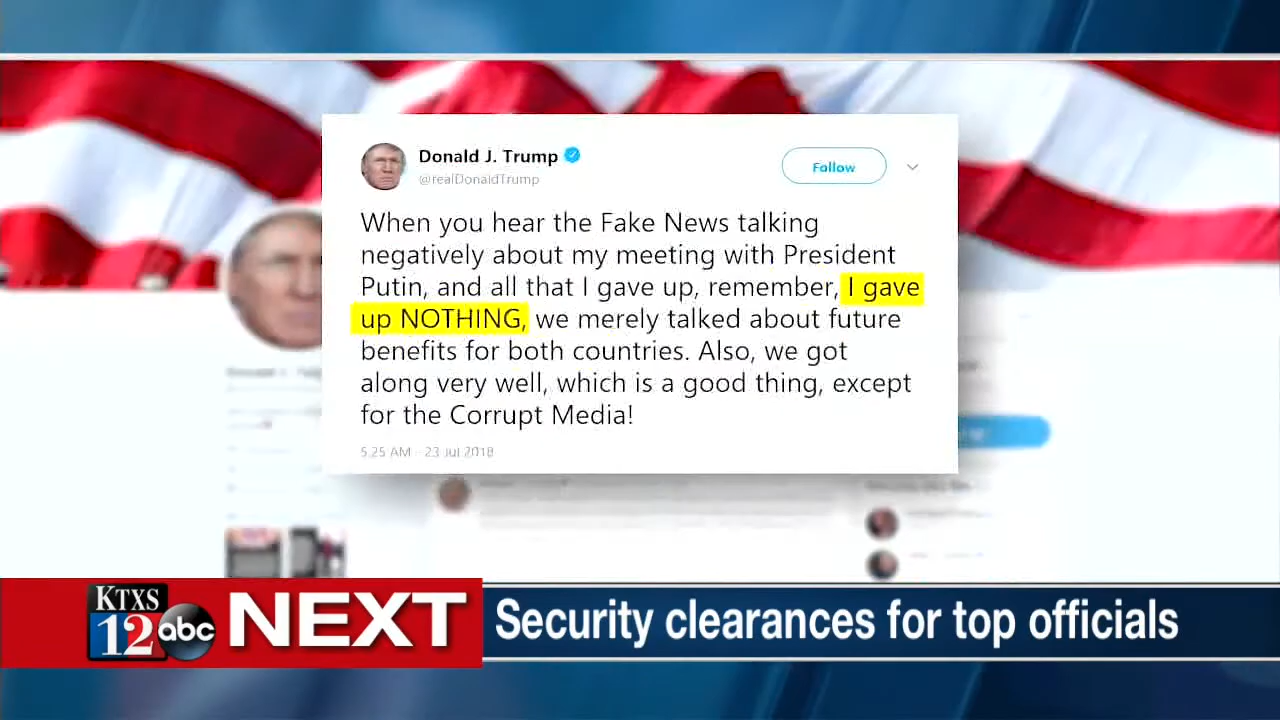 Donald J. Trump
@realDonaldTrump
Follow
When you hear the Fake News talking
negatively about my meeting with President
Putin, and all that I gave up, remember, I gave
up NOTHING, we merely talked about future
benefits for both countries. Also, we got
along very well, which is a good thing, except
for the Corrupt Media!
5:25 AM - 23 Jul 2018
KTXS
12 abc
NEXT
Security clearances for top officials